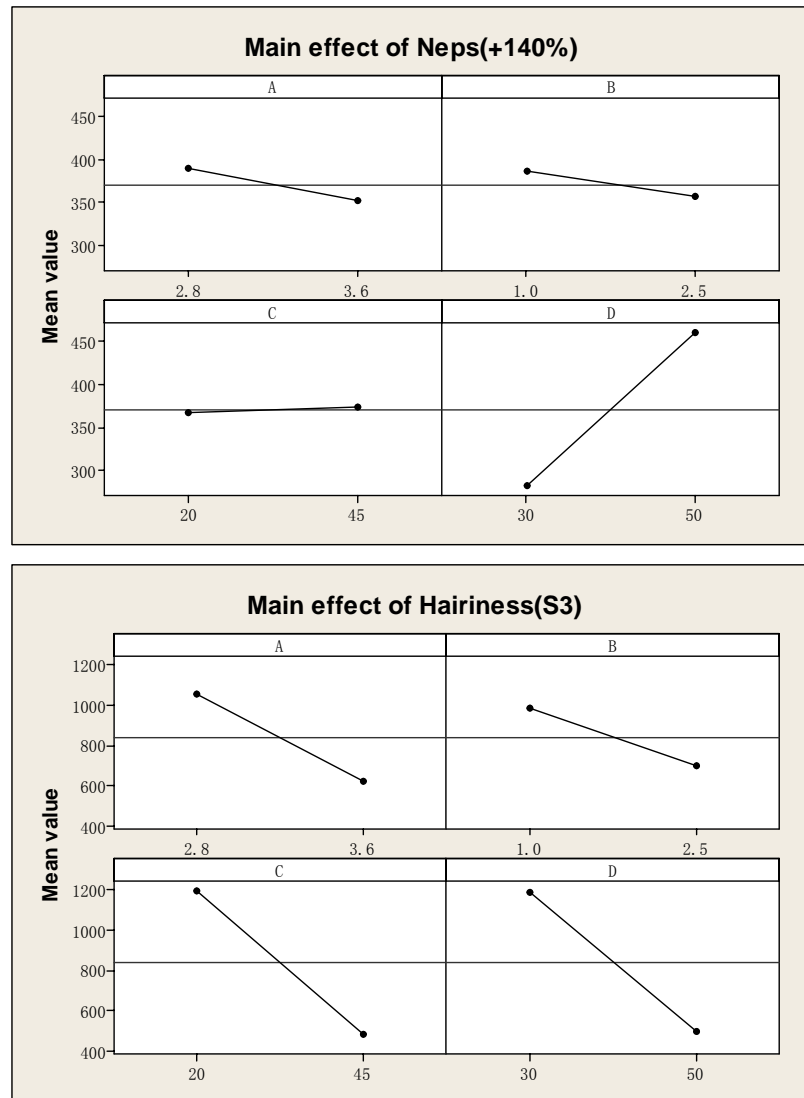 Main effect of Neps(+140%)
A B
450
400
350
300
2.8 3.6 1.0 2.5
C D
450
400
350
300
20 45 30 50
Mean value
Main effect of Hairiness(S3)
A B
1200
1000
800
600
400
2.8 3.6 1.0 2.5
C D
1200
1000
800
600
400
20 45 30 50
Mean value